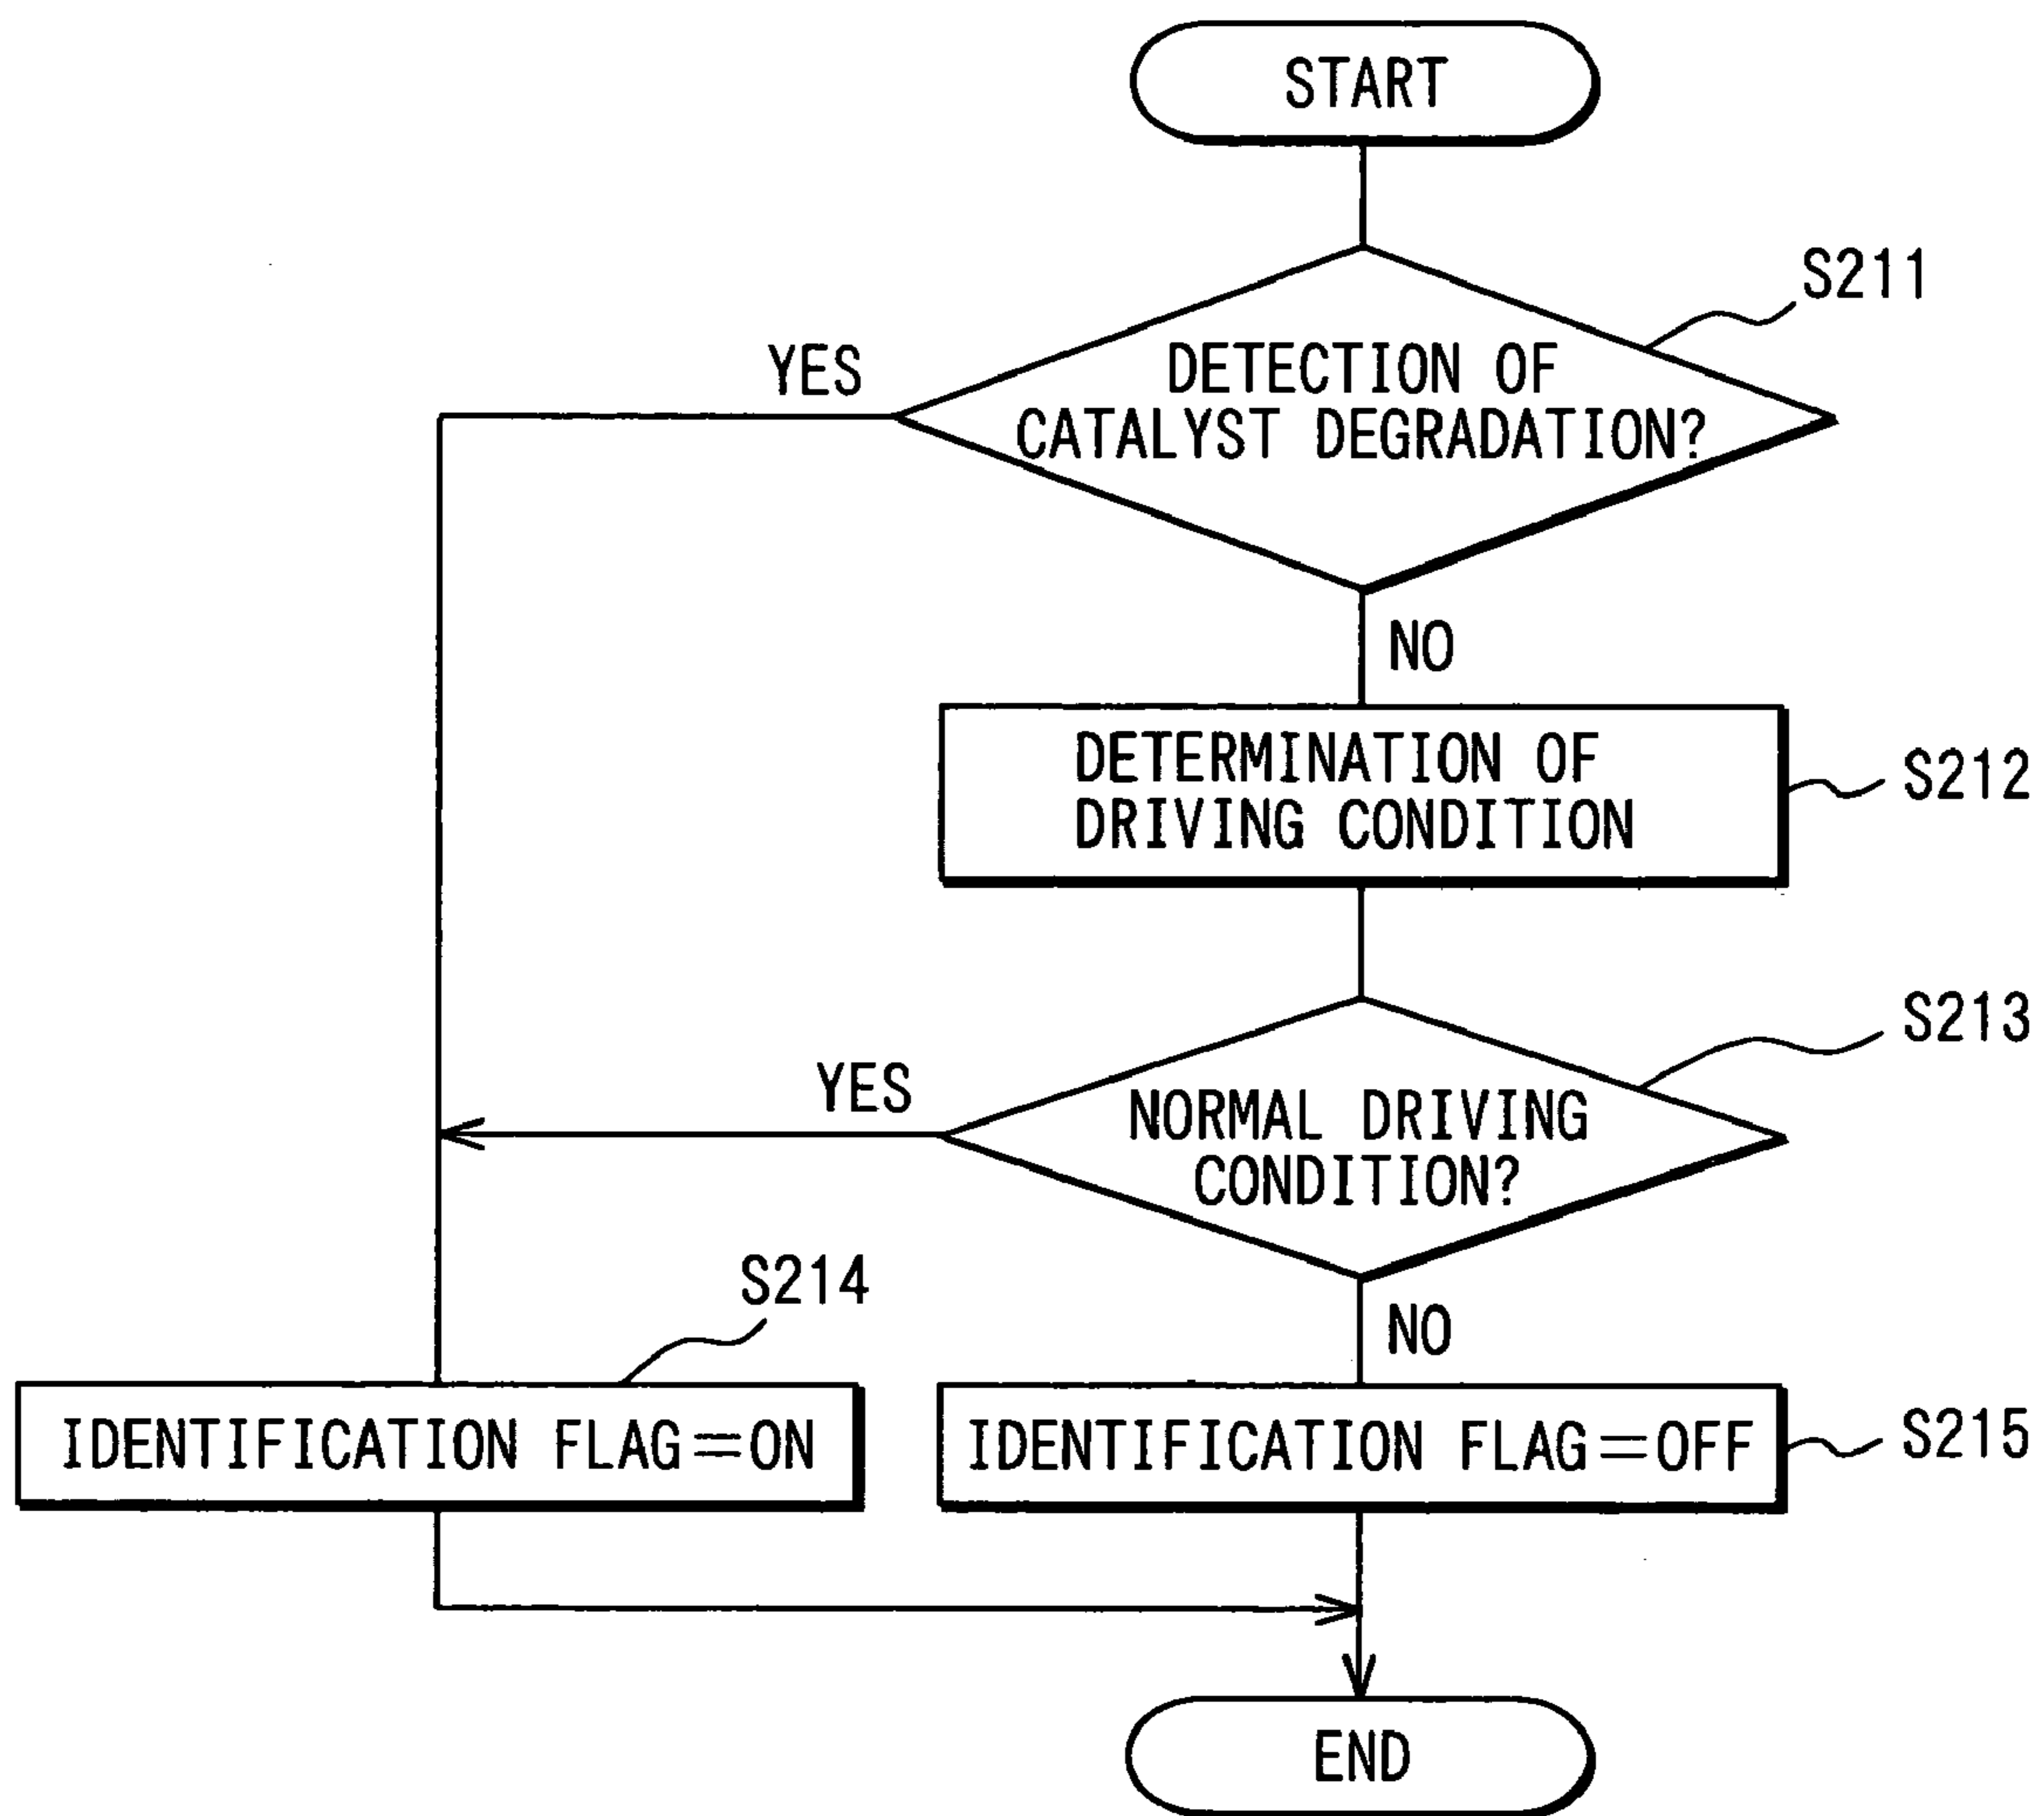 START
S211
YES
DETECTION OF
CATALYST DEGRADATION?
NO
DETERMINATION OF
DRIVING CONDITION
S212
S213
YES
NORMAL DRIVING
CONDITION?
S214
NO
IDENTIFICATION FLAG=ON
IDENTIFICATION FLAG=OFF
S215
END